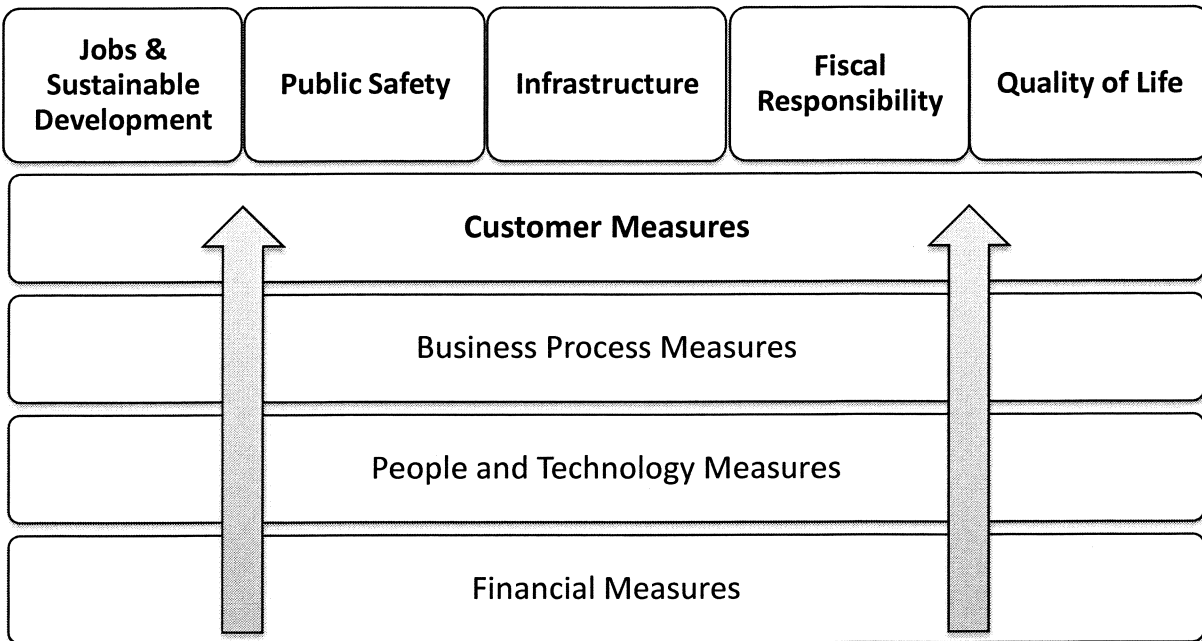 Jobs &
Sustainable
Development
Public Safety
Infrastructure
Fiscal
Responsibility
Quality of Life
Customer Measures
Business Process Measures
People and Technology Measures
Financial Measures